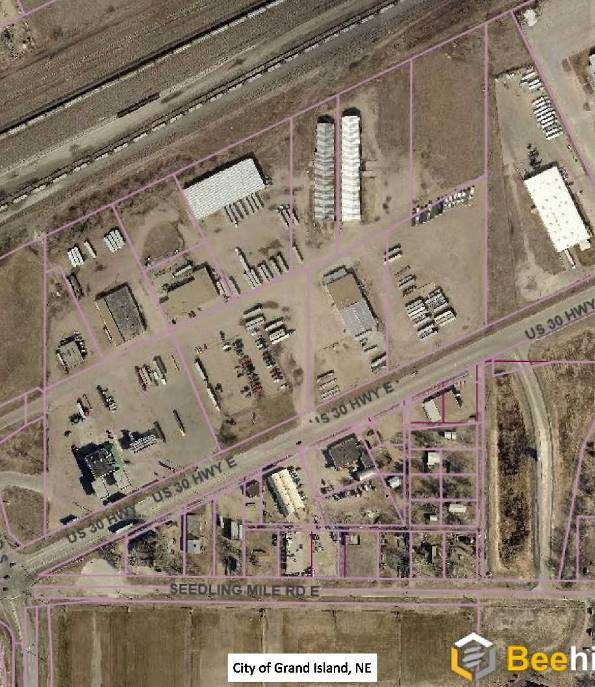 US 30 HWY
US 30 HWY E
US 30 HWY E
US 30 HWY
SEEDLING MILE RD E
City of Grand Island, NE
Beehi